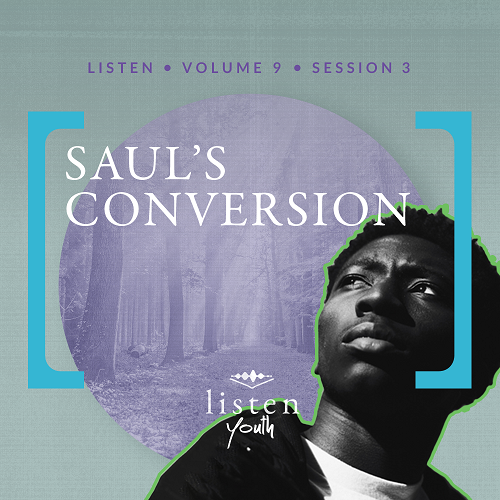 LISTEN • VOLUME 9 • SESSION 3
SAUL'S
CONVERSION
listen
youth